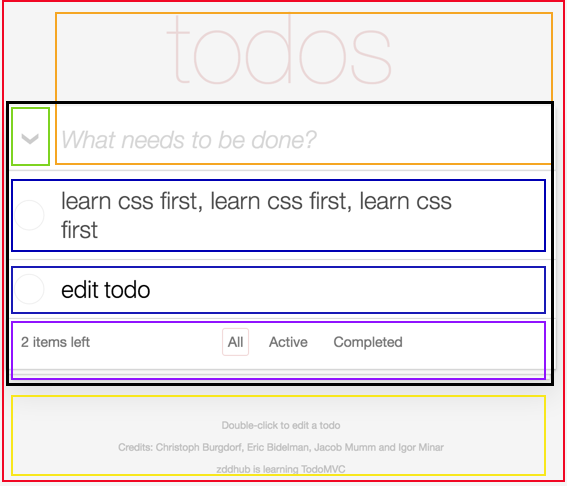 todos
What needs to be done?
learn css first, learn css first, learn css
first
edit todo
2 items left All Active Completed
Double-click to edit a todo
Credits: Christoph Burgdorf, Eric Bidelman, Jacob Mumm and Igor Minar
zddhub is learning TodoMVC